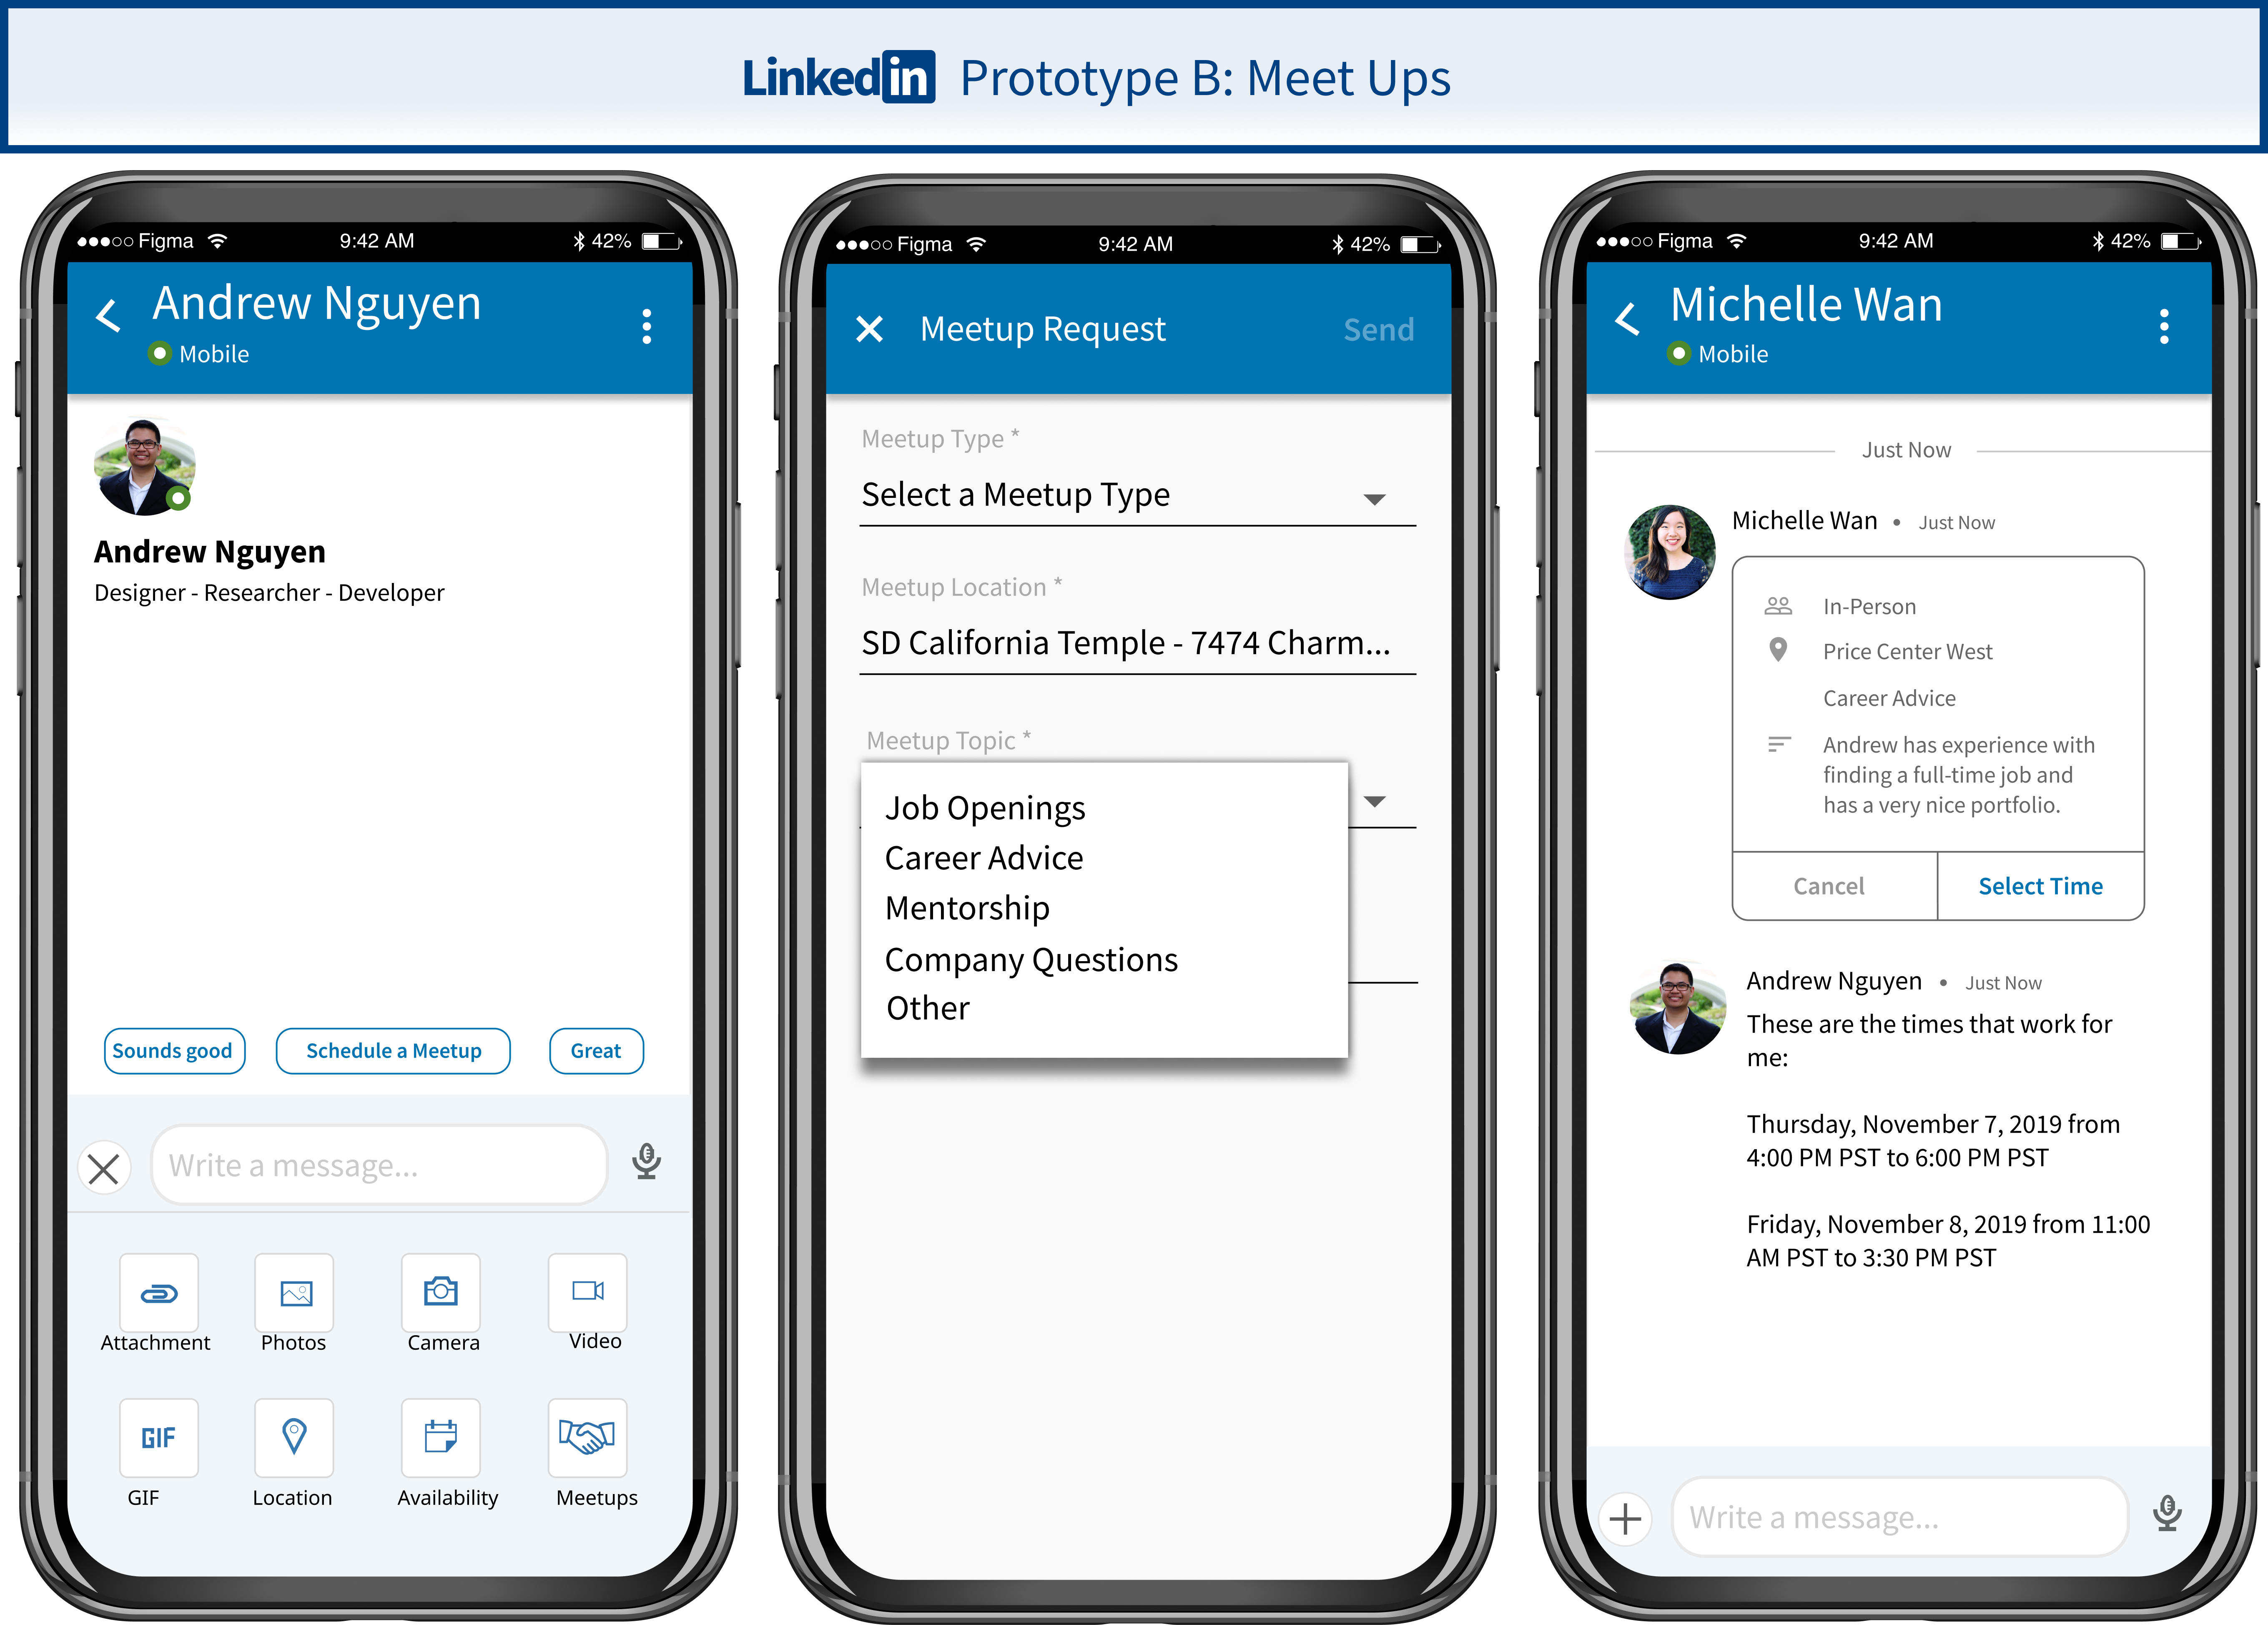 Linkedin Prototype B: Meet Ups
Figma 9:42 AM 42%
Andrew Nguyen
Mobile
Andrew Nguyen
Designer - Researcher - Developer
Sounds good Schedule a Meetup Great
Write a message...
Attachment Photos Camera Video
GIF
GIF Location Availability Meetups
Figma 9:42 AM 42%
Meetup Request Send
Meetup Type *
Select a Meetup Type
Meetup Location *
SD California Temple - 7474 Charm...
Meetup Topic *
Job Openings
Career Advice
Mentorship
Company Questions
Other
Figma 9:42 AM 42%
Michelle Wan
Mobile
Just Now
Michelle Wan • Just Now
In-Person
Price Center West
Career Advice
Andrew has experience with
finding a full-time job and
has a very nice portfolio.
Cancel Select Time
Andrew Nguyen • Just Now
These are the times that work for
me:
Thursday, November 7, 2019 from
4:00 PM PST to 6:00 PM PST
Friday, November 8, 2019 from 11:00
AM PST to 3:30 PM PST
Write a message...